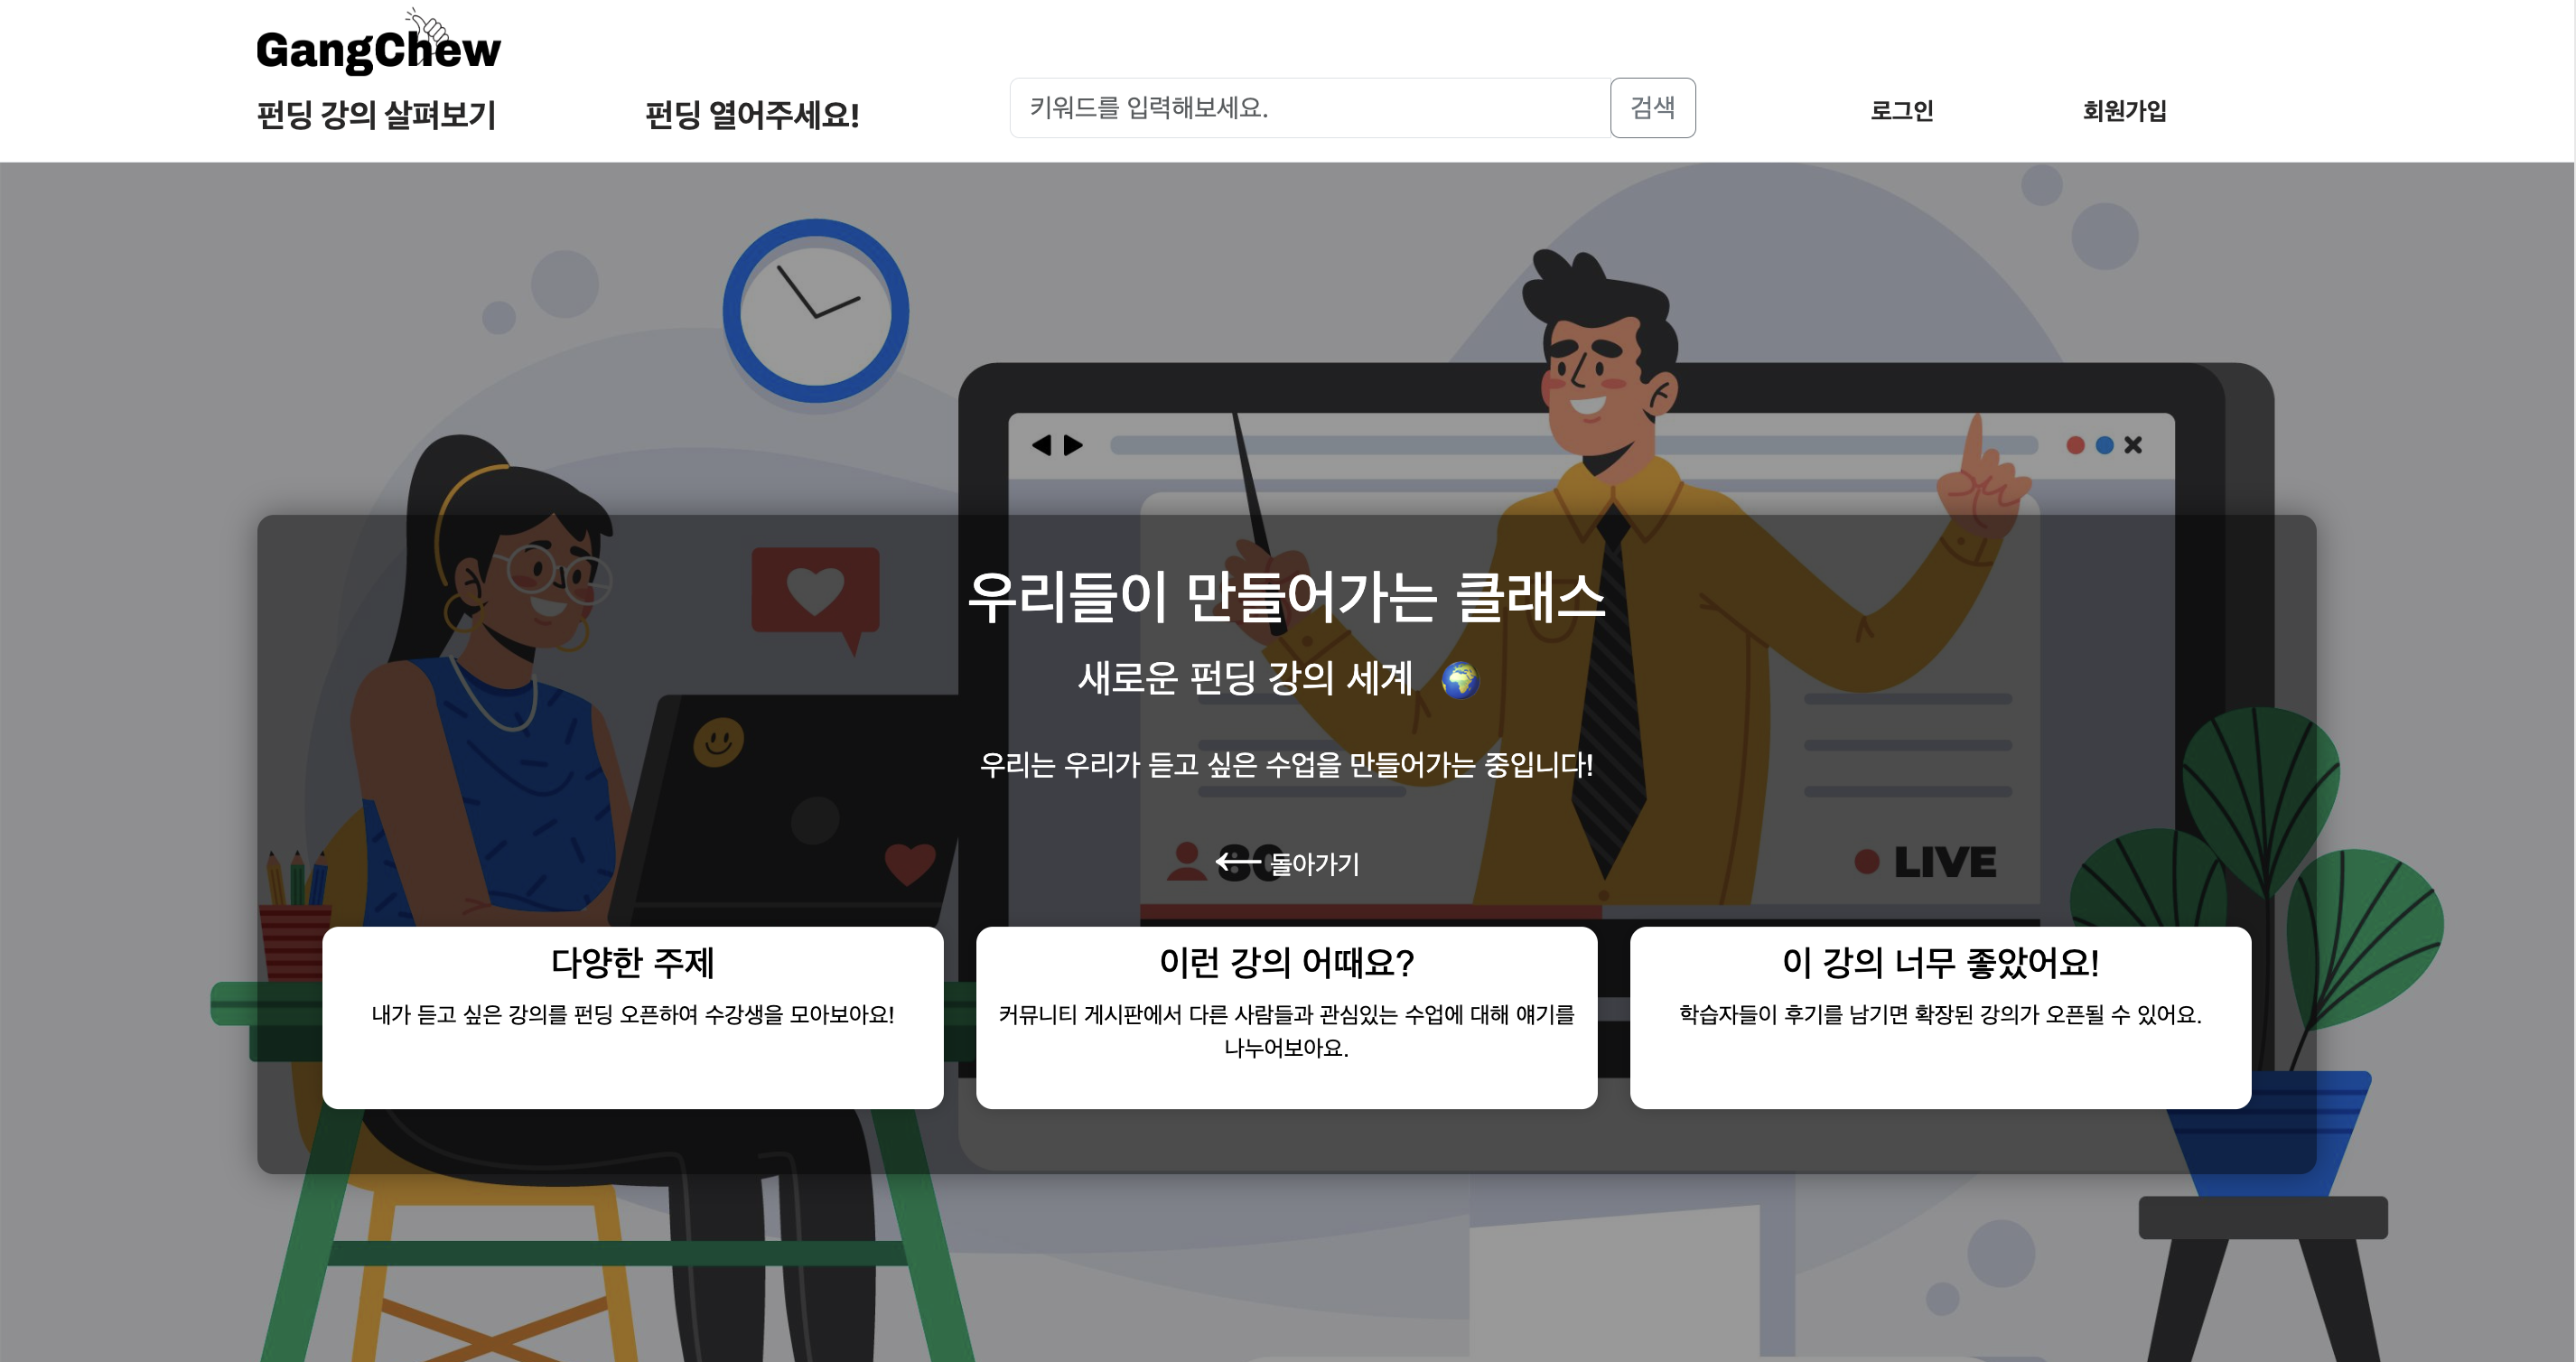 GangChew
펀딩 강의 살펴보기
펀딩 열어주세요!
키워드를 입력해보세요.
검색
로그인
회원가입
우리들이 만들어가는 클래스
새로운 펀딩 강의 세계 🌍
우리는 우리가 듣고 싶은 수업을 만들어가는 중입니다!
80
← 돌아가기
LIVE
다양한 주제
내가 듣고 싶은 강의를 펀딩 오픈하여 수강생을 모아보아요!
이런 강의 어때요?
커뮤니티 게시판에서 다른 사람들과 관심있는 수업에 대해 얘기를
나누어보아요.
이 강의 너무 좋았어요!
학습자들이 후기를 남기면 확장된 강의가 오픈될 수 있어요.